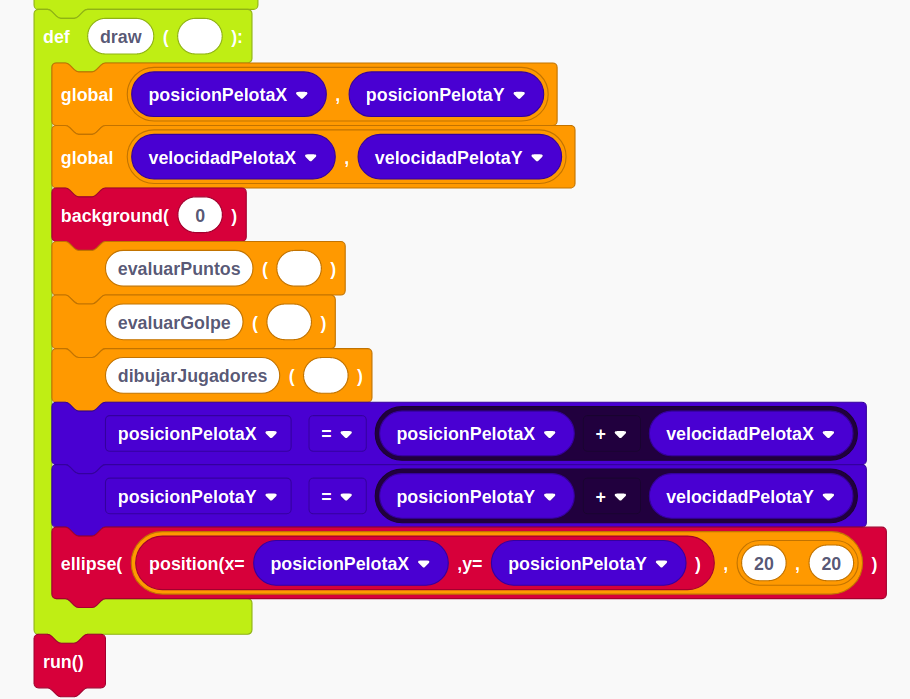 def draw ( ):
global posicionPelotaX , posicionPelotaY
global velocidadPelotaX , velocidadPelotaY
background( 0 )
evaluarPuntos ( )
evaluarGolpe ( )
dibujarJugadores ( )
posicionPelotaX = posicionPelotaX + velocidadPelotaX
posicionPelotaY = posicionPelotaY + velocidadPelotaY
ellipse( position(x= posicionPelotaX ,y= posicionPelotaY ) , 20 , 20 )
run()